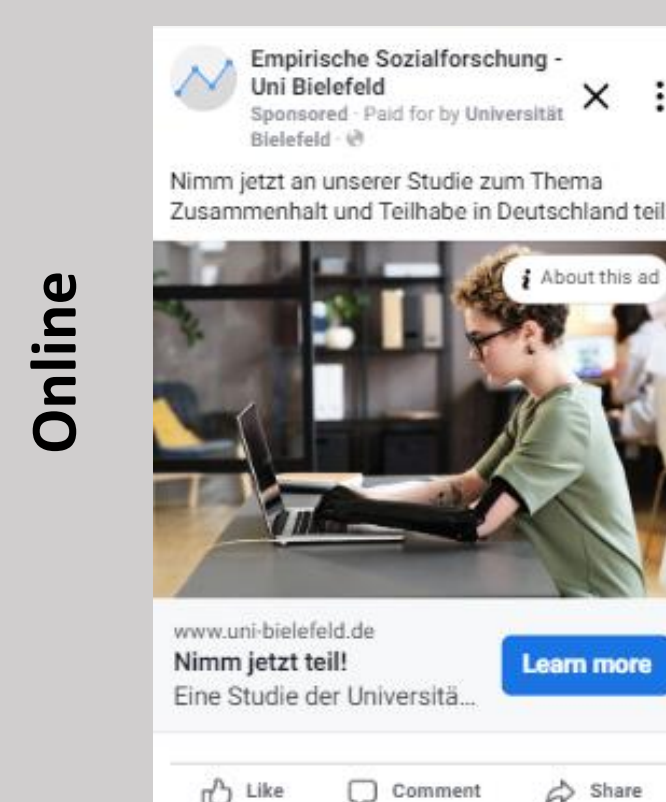 Online
Empirische Sozialforschung -
Uni Bielefeld
Sponsored · Paid for by Universität
Bielefeld ·
Nimm jetzt an unserer Studie zum Thema
Zusammenhalt und Teilhabe in Deutschland teil
About this ad
www.uni-bielefeld.de
Nimm jetzt teil!
Eine Studie der Universitä...
Learn more
Like
Comment
Share